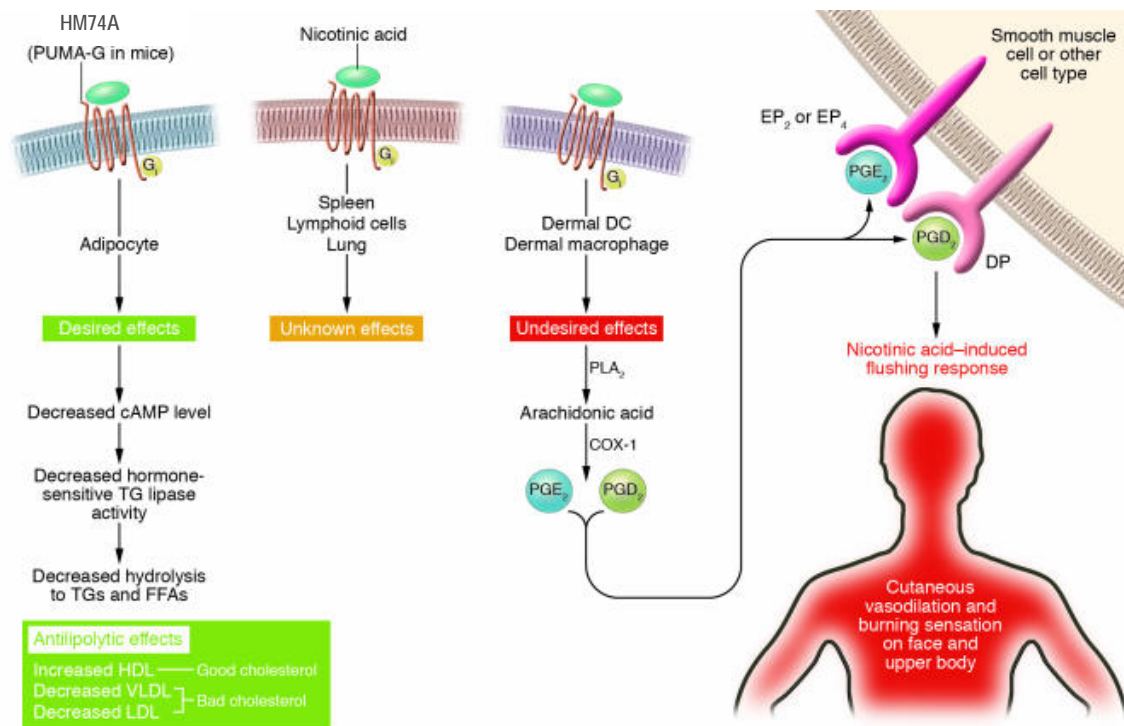 HM74A
(PUMA-G in mice)
Gi
Adipocyte
Desired effects
Decreased cAMP level
Decreased hormone-
sensitive TG lipase
activity
Decreased hydrolysis
to TGs and FFAs
Antilipolytic effects
Increased HDL
Good cholesterol
Decreased VLDL
Decreased LDL
Bad cholesterol
Nicotinic acid
Gi
Spleen
Lymphoid cells
Lung
Unknown effects
Gi
Dermal DC
Dermal macrophage
Undesired effects
PLA2
Arachidonic acid
COX-1
PGE2
PGD2
Smooth muscle
cell or other
cell type
EP2 or EP4
PGE2
PGD2
DP
Nicotinic acid–induced
flushing response
Cutaneous
vasodilation and
burning sensation
on face and
upper body